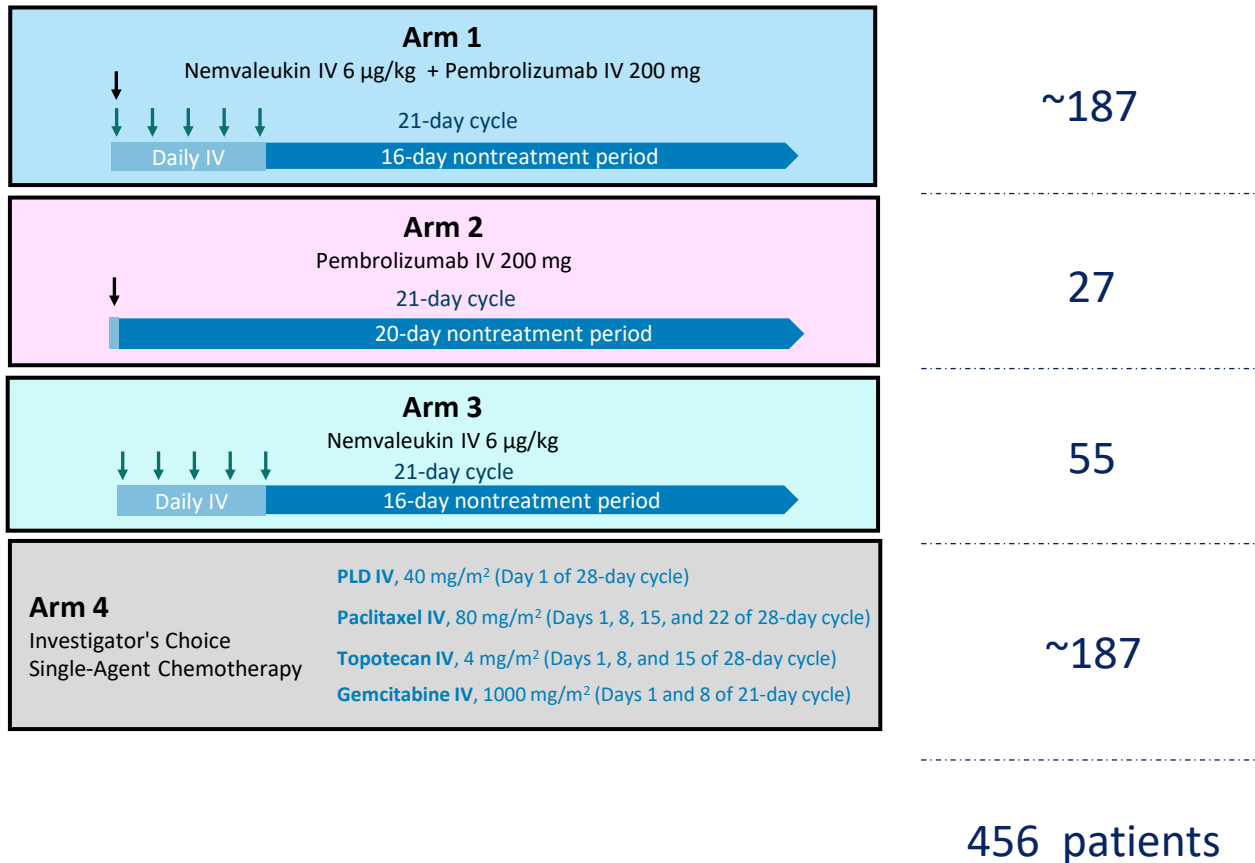 Arm 1
Nemvaleukin IV 6 µg/kg + Pembrolizumab IV 200 mg
21-day cycle
Daily IV
16-day nontreatment period
~187
Arm 2
Pembrolizumab IV 200 mg
21-day cycle
20-day nontreatment period
27
Arm 3
Nemvaleukin IV 6 µg/kg
21-day cycle
Daily IV
16-day nontreatment period
55
Arm 4
Investigator's Choice
Single-Agent Chemotherapy
PLD IV, 40 mg/m² (Day 1 of 28-day cycle)
Paclitaxel IV, 80 mg/m² (Days 1, 8, 15, and 22 of 28-day cycle)
Topotecan IV, 4 mg/m² (Days 1, 8, and 15 of 28-day cycle)
Gemcitabine IV, 1000 mg/m² (Days 1 and 8 of 21-day cycle)
~187
456 patients